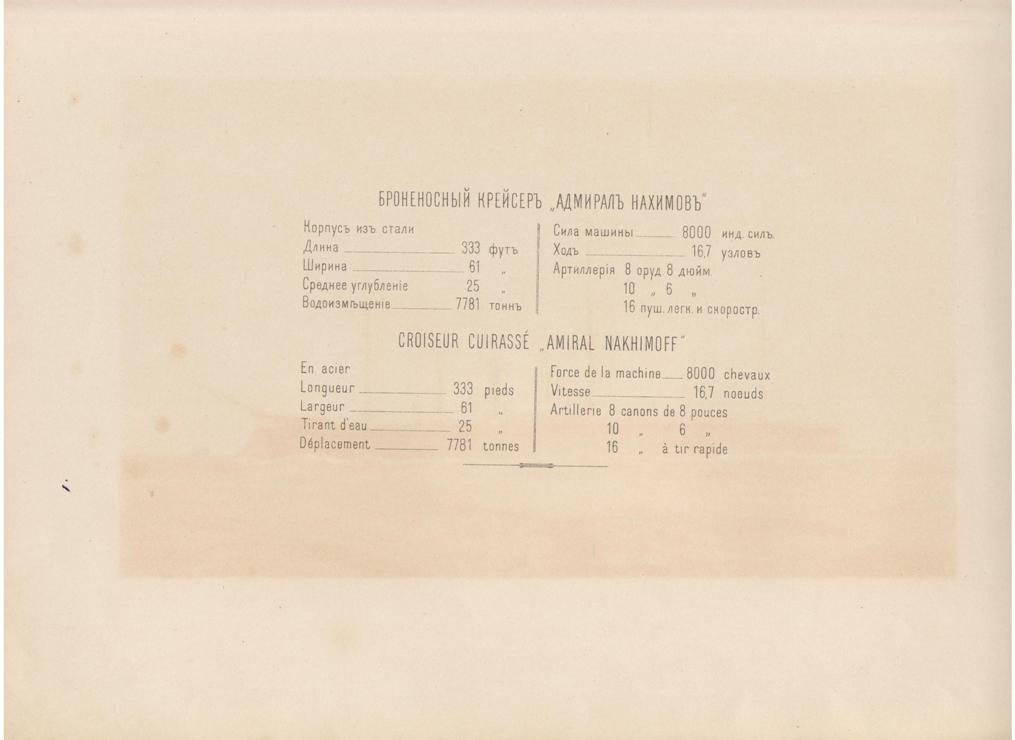 БРОНЕНОСНЫЙ КРЕЙСЕРЪ „АДМИРАЛЪ НАХИМОВЪ“
Корпусъ изъ стали
Длина 333 футъ
Ширина 61 „
Среднее углубленіе 25 „
Водоизмѣщеніе 7781 тоннъ
Сила машины 8000 инд. силъ.
Ходъ 16,7 узловъ
Артиллерія 8 оруд. 8 дюйм.
10 „ 6 „
16 пуш. легк. и скоростр.
CROISEUR CUIRASSÉ „AMIRAL NAKHIMOFF“
En acier
Longueur 333 pieds
Largeur 61 „
Tirant d'eau 25 „
Déplacement 7781 tonnes
Force de la machine 8000 chevaux
Vitesse 16,7 noeuds
Artillerie 8 canons de 8 pouces
10 „ 6 „
16 „ à tir rapide